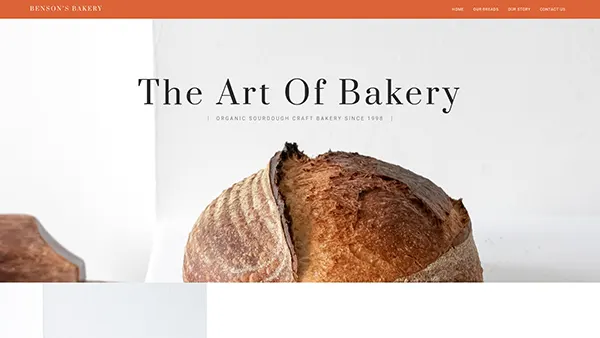 BENSON'S BAKERY
HOME OUR BREADS OUR STORY CONTACT US
The Art Of Bakery
| ORGANIC SOURDOUGH CRAFT BAKERY SINCE 1998 |